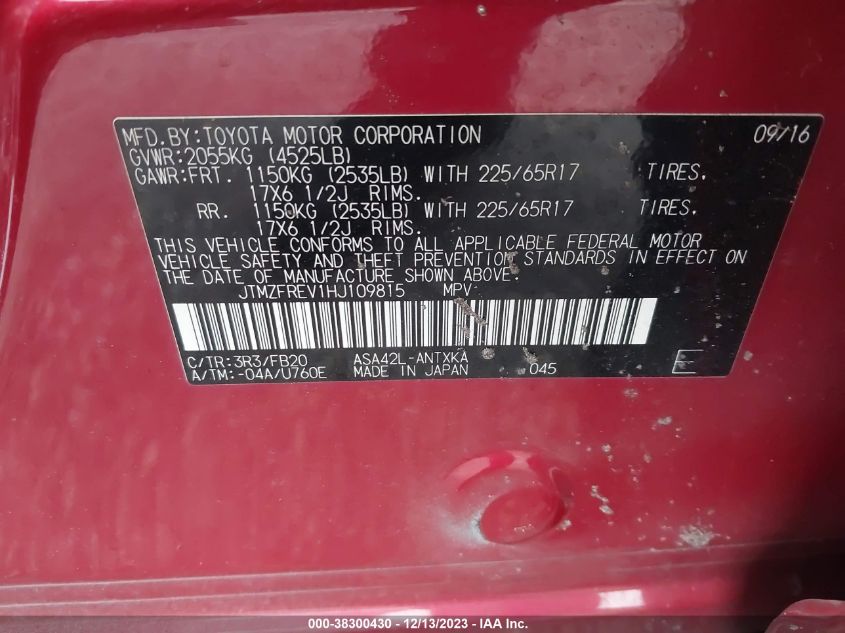 MFD.BY:TOYOTA MOTOR CORPORATION 09/16
GVWR:2055KG (4525LB)
GAWR:FRT. 1150KG (2535LB) WITH 225/65R17 TIRES,
17X6 1/2J RIMS.
RR. 1150KG (2535LB) WITH 225/65R17 TIRES,
17X6 1/2J RIMS.
THIS VEHICLE CONFORMS TO ALL APPLICABLE FEDERAL MOTOR
VEHICLE SAFETY AND THEFT PREVENTION STANDARDS IN EFFECT ON
THE DATE OF MANUFACTURE SHOWN ABOVE.
JTMZFREV1HJ109815 MPV
C/TR:3R3/FB20 ASA42L-ANTXKA
A/TM:-04A/U760E MADE IN JAPAN 045 E
000-38300430 - 12/13/2023 - IAA Inc.